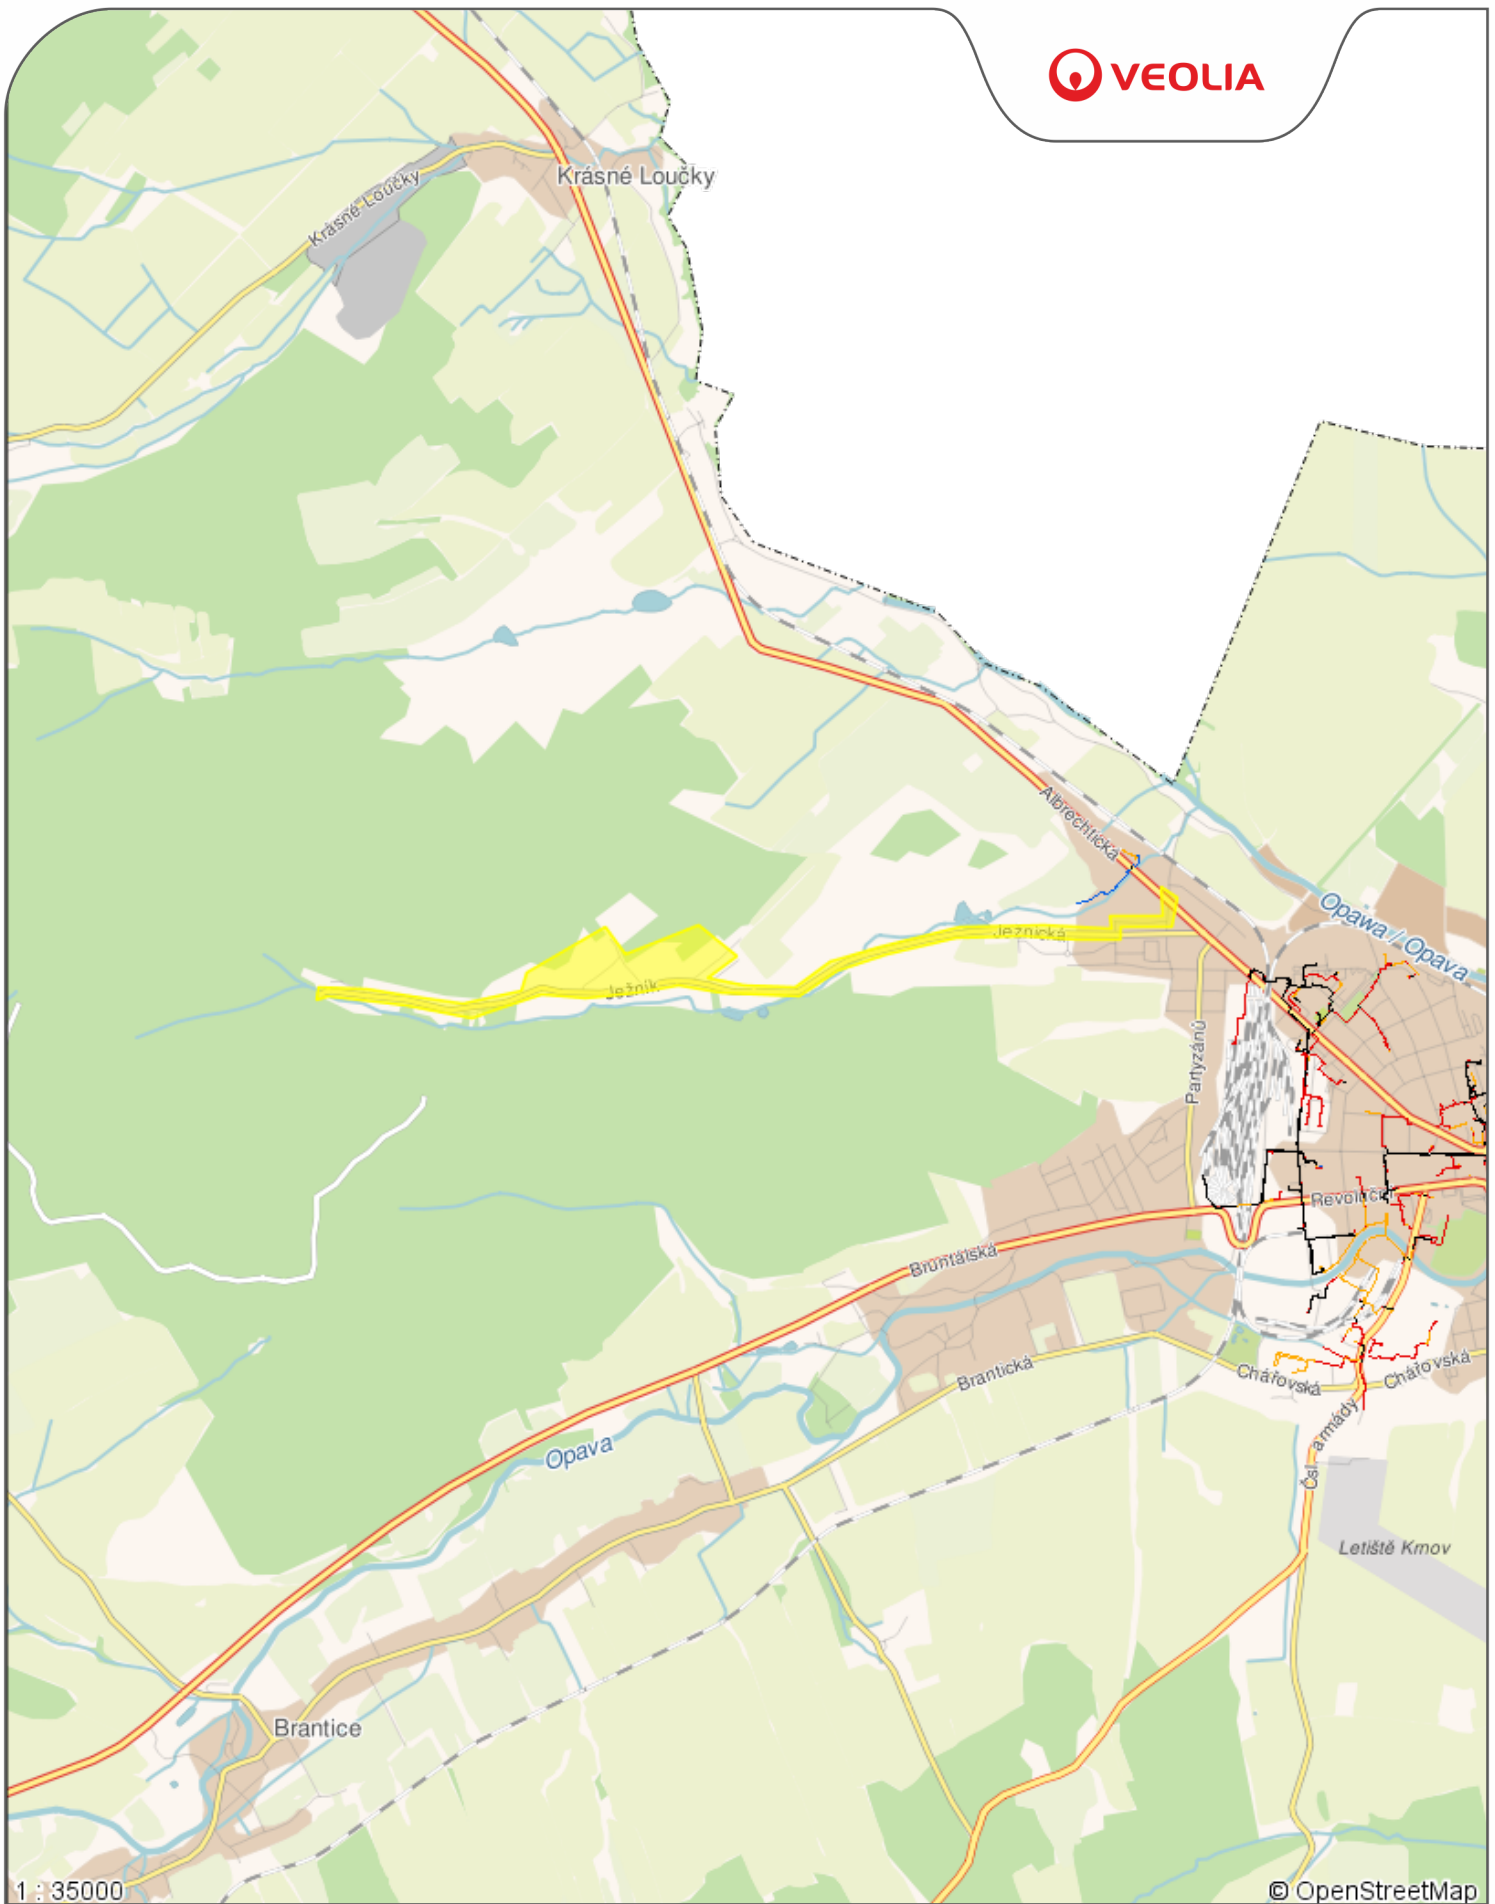 VEOLIA
Krásné Loučky
Krásné Loučky
Albrechtická
Opawa / Opava
Ježnická
Ježník
Partyzánů
Revoluční
Bruntálská
Brantická
Chářovská
Chářovská
Čsl. armády
Opava
Letiště Krnov
Brantice
1 : 35000
© OpenStreetMap